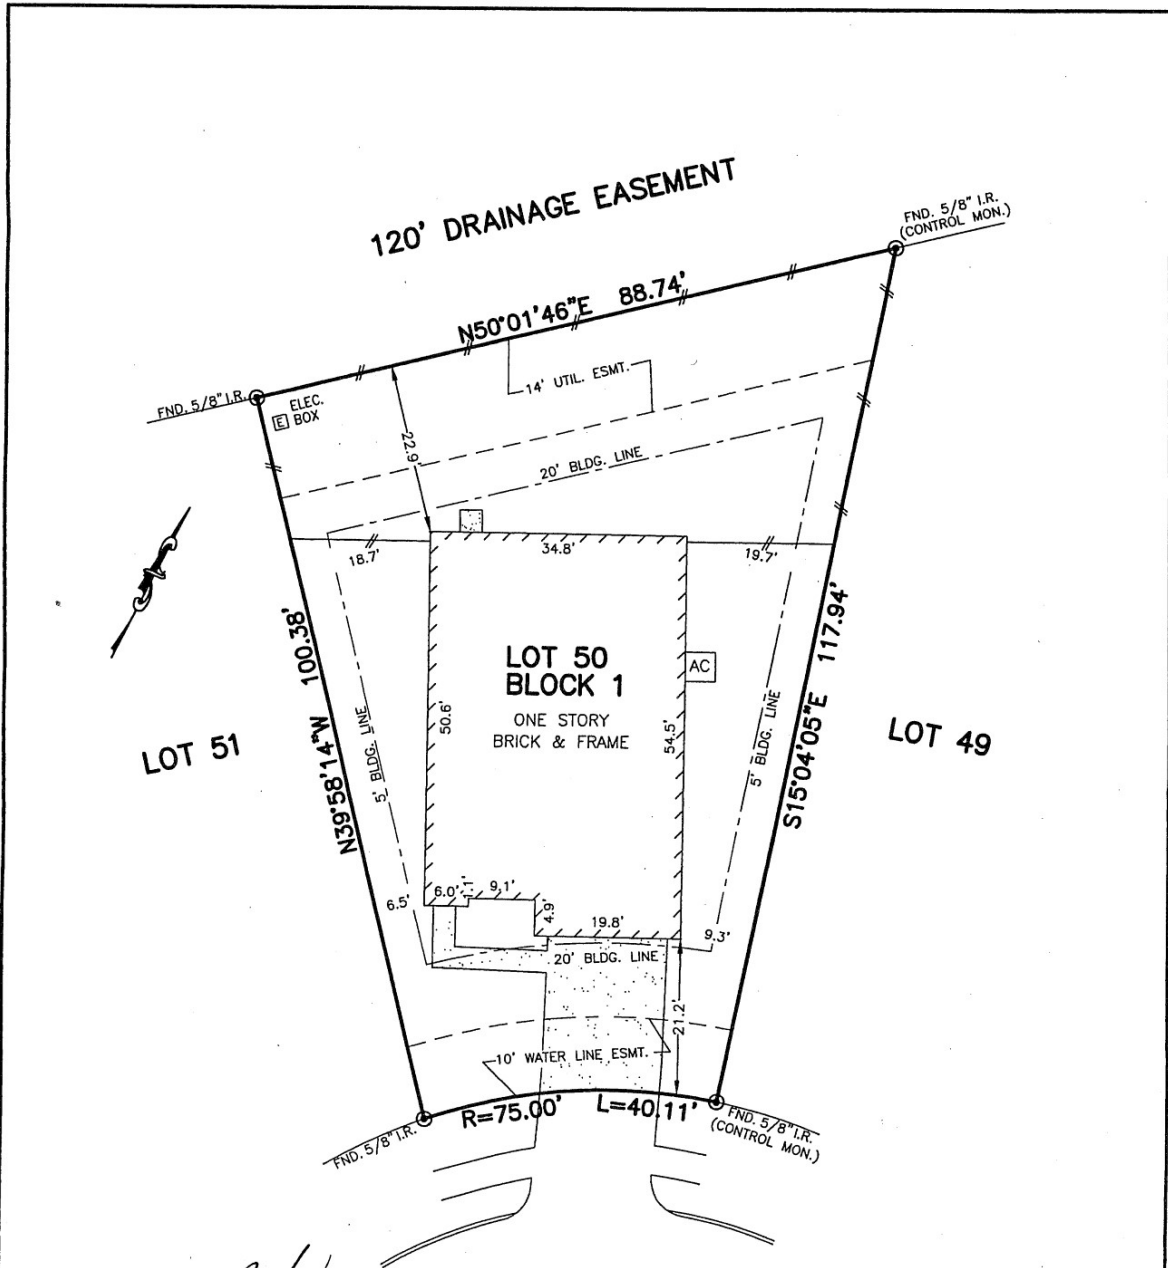 120' DRAINAGE EASEMENT
FND. 5/8" I.R.
(CONTROL MON.)
N50°01'46"E 88.74'
14' UTIL. ESMT.
FND. 5/8" I.R.
ELEC.
BOX
E
22.9'
20' BLDG. LINE
18.7'
34.8'
19.7'
N39°58'14"W 100.38'
S15°04'05"E 117.94'
LOT 50
BLOCK 1
AC
ONE STORY
BRICK & FRAME
50.6'
54.5'
5' BLDG. LINE
5' BLDG. LINE
LOT 51
LOT 49
6.5'
6.0'
1.1'
9.1'
4.9'
19.8'
9.3'
20' BLDG. LINE
21.2'
10' WATER LINE ESMT.
R=75.00' L=40.11'
FND. 5/8" I.R.
FND. 5/8" I.R.
(CONTROL MON.)